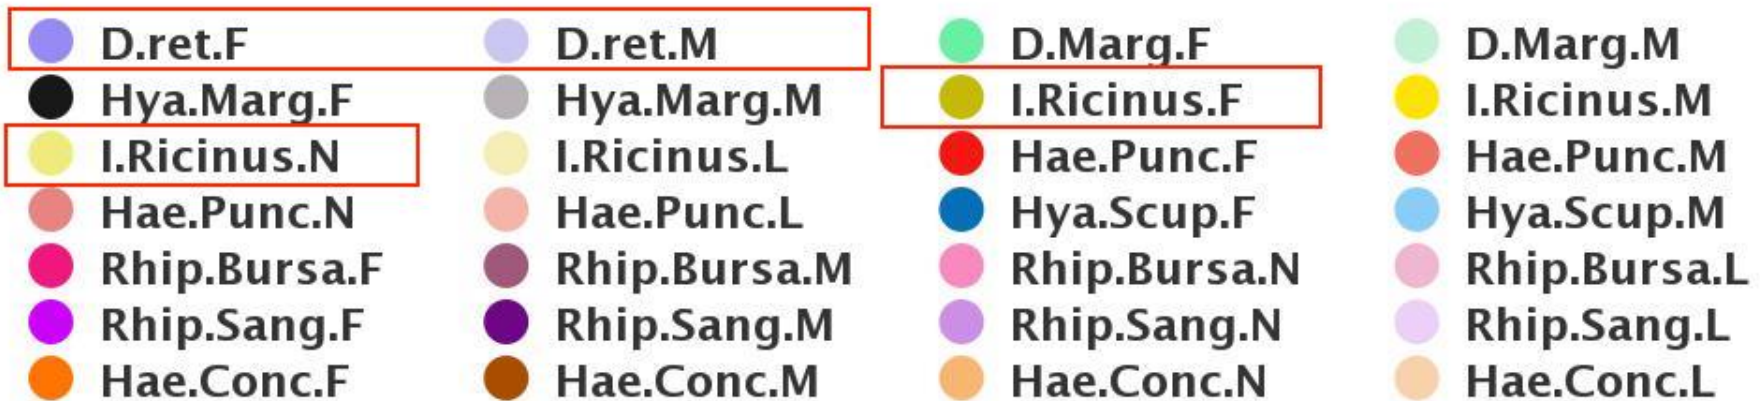 D.ret.F D.ret.M D.Marg.F D.Marg.M
Hya.Marg.F Hya.Marg.M I.Ricinus.F I.Ricinus.M
I.Ricinus.N I.Ricinus.L Hae.Punc.F Hae.Punc.M
Hae.Punc.N Hae.Punc.L Hya.Scup.F Hya.Scup.M
Rhip.Bursa.F Rhip.Bursa.M Rhip.Bursa.N Rhip.Bursa.L
Rhip.Sang.F Rhip.Sang.M Rhip.Sang.N Rhip.Sang.L
Hae.Conc.F Hae.Conc.M Hae.Conc.N Hae.Conc.L